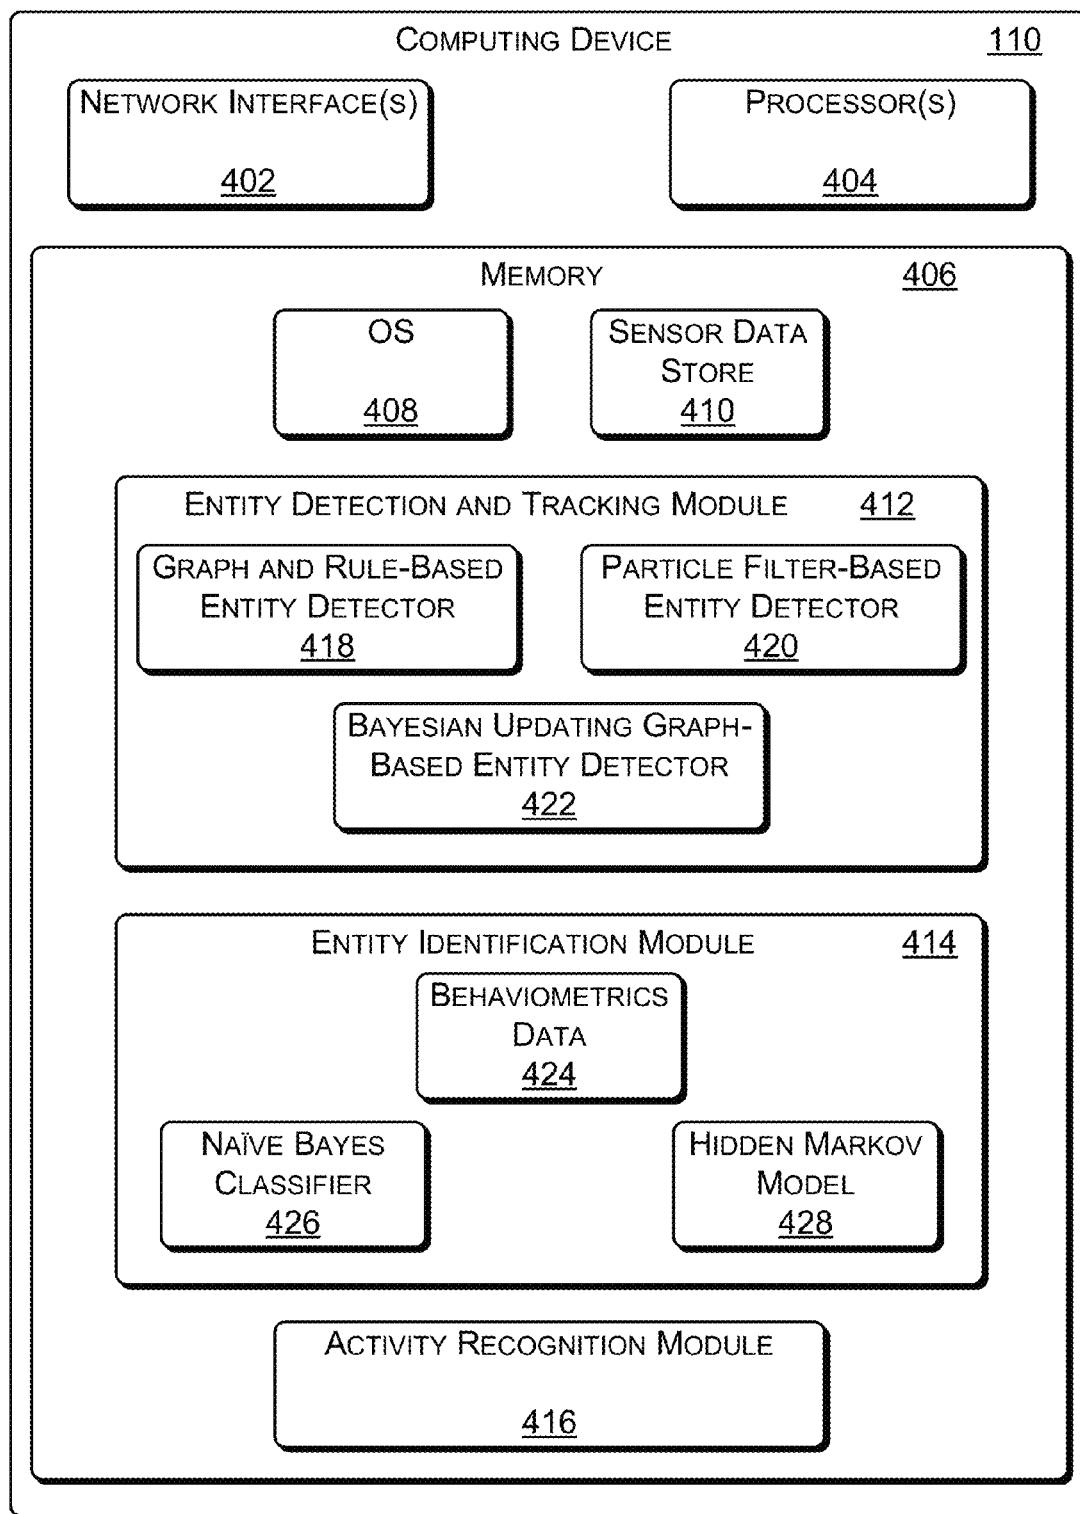 COMPUTING DEVICE 110
NETWORK INTERFACE(S)
402
PROCESSOR(S)
404
MEMORY 406
OS
408
SENSOR DATA
STORE
410
ENTITY DETECTION AND TRACKING MODULE 412
GRAPH AND RULE-BASED
ENTITY DETECTOR
418
PARTICLE FILTER-BASED
ENTITY DETECTOR
420
BAYESIAN UPDATING GRAPH-
BASED ENTITY DETECTOR
422
ENTITY IDENTIFICATION MODULE 414
BEHAVIOMETRICS
DATA
424
NAÏVE BAYES
CLASSIFIER
426
HIDDEN MARKOV
MODEL
428
ACTIVITY RECOGNITION MODULE
416